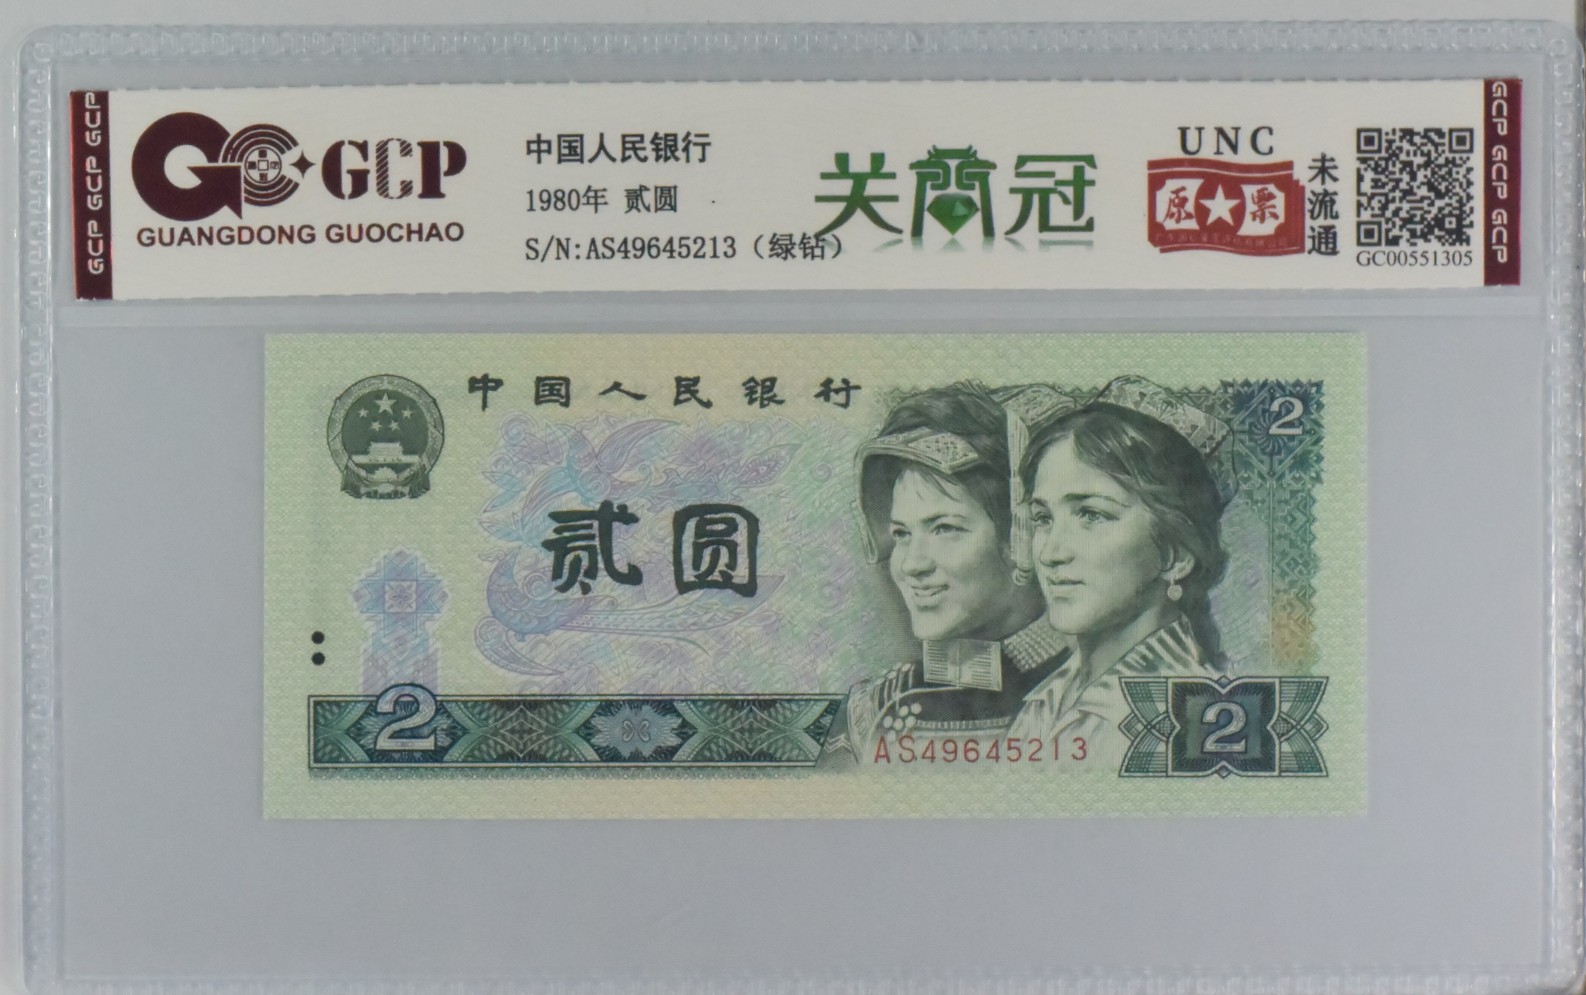 GCP GCP GCP
GCP
GUANGDONG GUOCHAO
中国人民银行
1980年 贰圆
S/N:AS49645213（绿钻）
关商冠
UNC
原★票
未流通
GC00551305
GCP GCP GCP
中国人民银行
2
贰圆
2
AS49645213
2